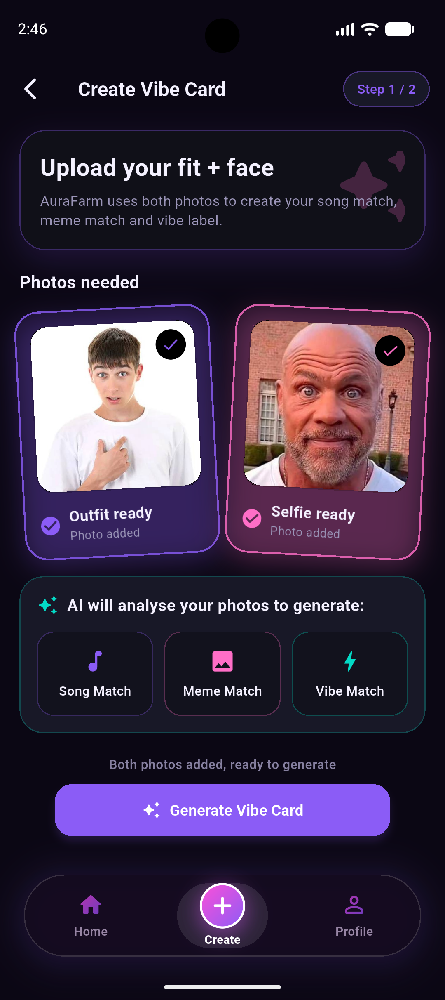 2:46
Create Vibe Card
Step 1 / 2
Upload your fit + face
AuraFarm uses both photos to create your song match,
meme match and vibe label.
Photos needed
Outfit ready
Photo added
Selfie ready
Photo added
AI will analyse your photos to generate:
Song Match
Meme Match
Vibe Match
Both photos added, ready to generate
Generate Vibe Card
Home
Create
Profile